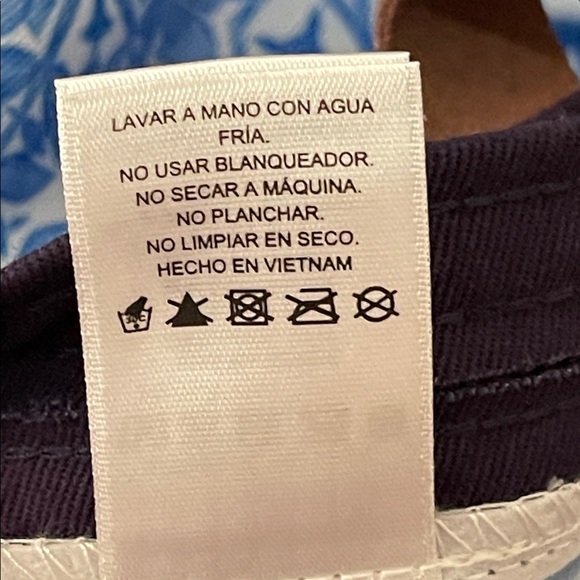 LAVAR A MANO CON AGUA
FRÍA.
NO USAR BLANQUEADOR.
NO SECAR A MÁQUINA.
NO PLANCHAR.
NO LIMPIAR EN SECO.
HECHO EN VIETNAM
30°C